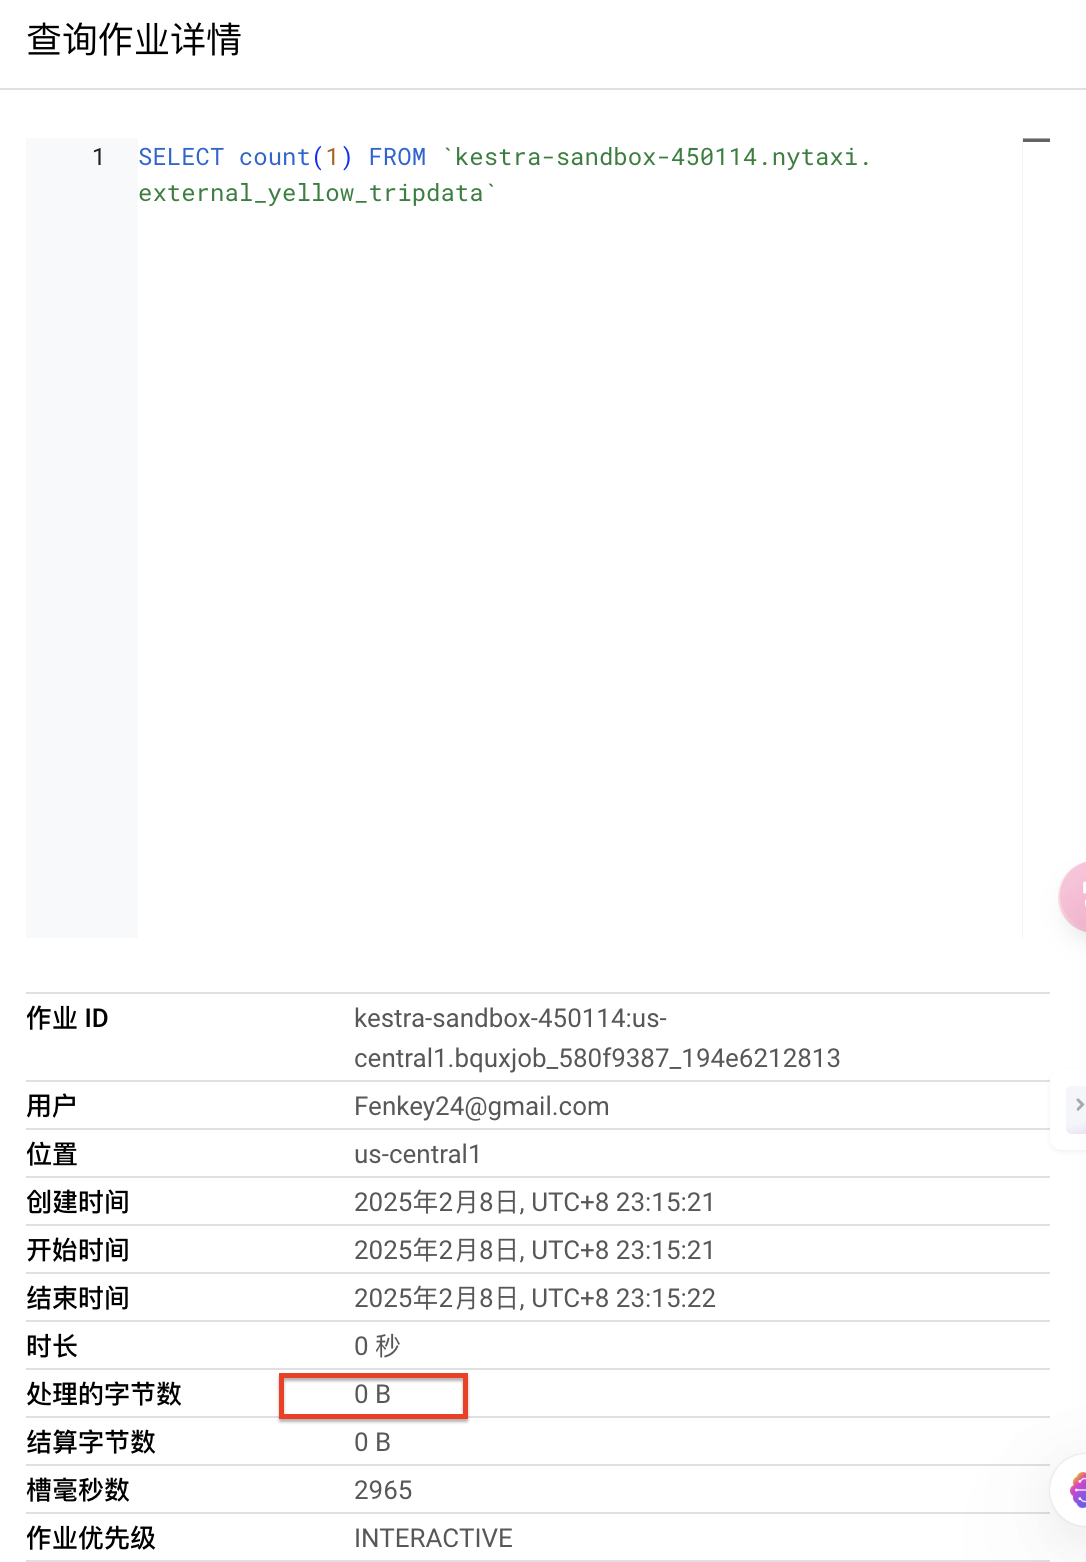 查询作业详情
1 SELECT count(1) FROM `kestra-sandbox-450114.nytaxi.
external_yellow_tripdata`
作业 ID kestra-sandbox-450114:us-
central1.bquxjob_580f9387_194e6212813
用户 Fenkey24@gmail.com
位置 us-central1
创建时间 2025年2月8日, UTC+8 23:15:21
开始时间 2025年2月8日, UTC+8 23:15:21
结束时间 2025年2月8日, UTC+8 23:15:22
时长 0 秒
处理的字节数 0 B
结算字节数 0 B
槽毫秒数 2965
作业优先级 INTERACTIVE